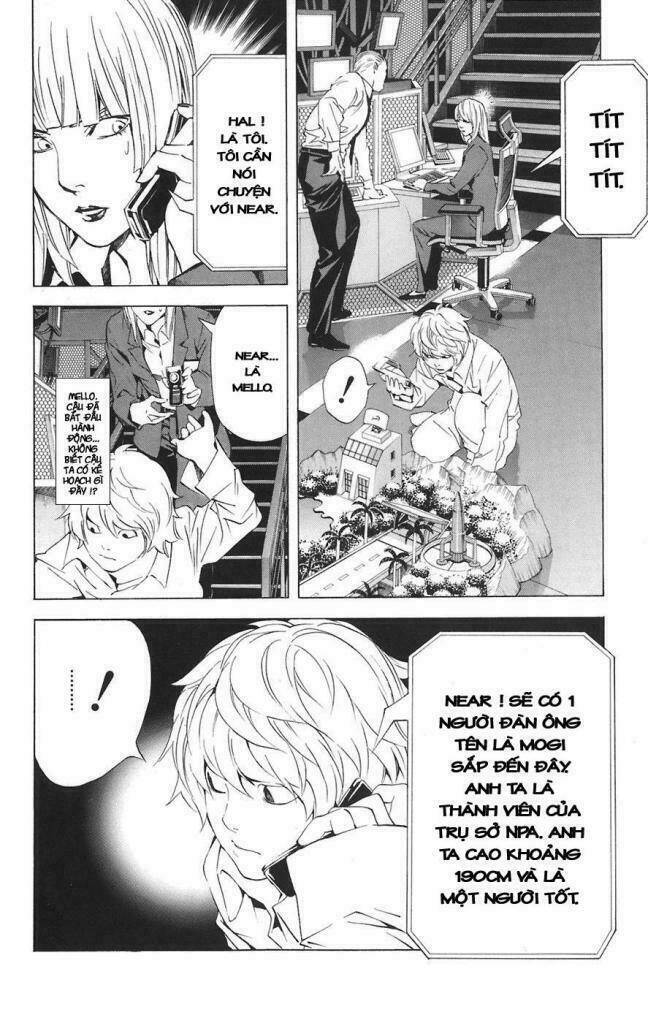 TÍT
TÍT
TÍT.
HAL !
LÀ TÔI.
TÔI CẦN
NÓI
CHUYỆN
VỚI NEAR.
!
NEAR...
LÀ
MELLO.
MELLO.
CẬU ĐÃ
BẮT ĐẦU
HÀNH
ĐỘNG...
KHÔNG
BIẾT CẬU
TA CÓ KẾ
HOẠCH GÌ
ĐÂY !?
NEAR ! SẼ CÓ 1
NGƯỜI ĐÀN ÔNG
TÊN LÀ MOGI
SẮP ĐẾN ĐÂY.
ANH TA LÀ
THÀNH VIÊN CỦA
TRỤ SỞ NPA. ANH
TA CAO KHOẢNG
190CM VÀ LÀ
MỘT NGƯỜI TỐT.
!
......